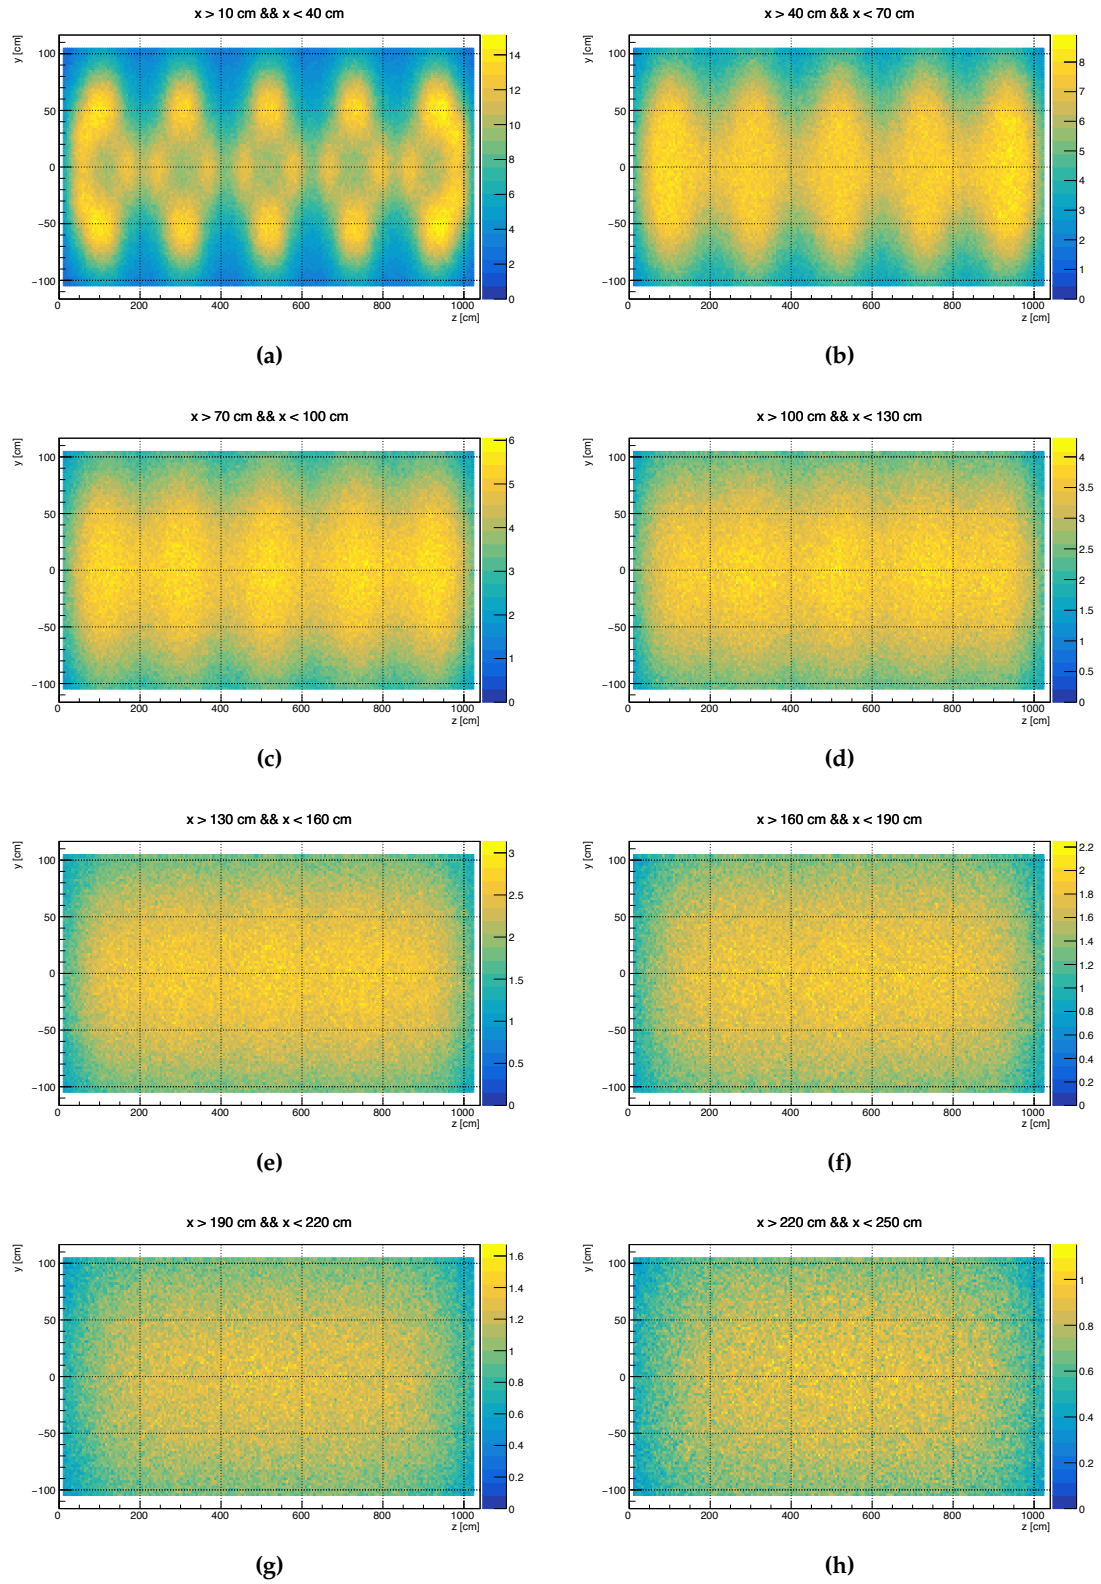 x > 10 cm && x < 40 cm
y [cm]
100
50
0
−50
−100
0 200 400 600 800 1000
z [cm]
14
12
10
8
6
4
2
0
(a)
x > 40 cm && x < 70 cm
y [cm]
100
50
0
−50
−100
0 200 400 600 800 1000
z [cm]
8
7
6
5
4
3
2
1
0
(b)
x > 70 cm && x < 100 cm
y [cm]
100
50
0
−50
−100
0 200 400 600 800 1000
z [cm]
6
5
4
3
2
1
0
(c)
x > 100 cm && x < 130 cm
y [cm]
100
50
0
−50
−100
0 200 400 600 800 1000
z [cm]
4
3.5
3
2.5
2
1.5
1
0.5
0
(d)
x > 130 cm && x < 160 cm
y [cm]
100
50
0
−50
−100
0 200 400 600 800 1000
z [cm]
3
2.5
2
1.5
1
0.5
0
(e)
x > 160 cm && x < 190 cm
y [cm]
100
50
0
−50
−100
0 200 400 600 800 1000
z [cm]
2.2
2
1.8
1.6
1.4
1.2
1
0.8
0.6
0.4
0.2
0
(f)
x > 190 cm && x < 220 cm
y [cm]
100
50
0
−50
−100
0 200 400 600 800 1000
z [cm]
1.6
1.4
1.2
1
0.8
0.6
0.4
0.2
0
(g)
x > 220 cm && x < 250 cm
y [cm]
100
50
0
−50
−100
0 200 400 600 800 1000
z [cm]
1
0.8
0.6
0.4
0.2
0
(h)